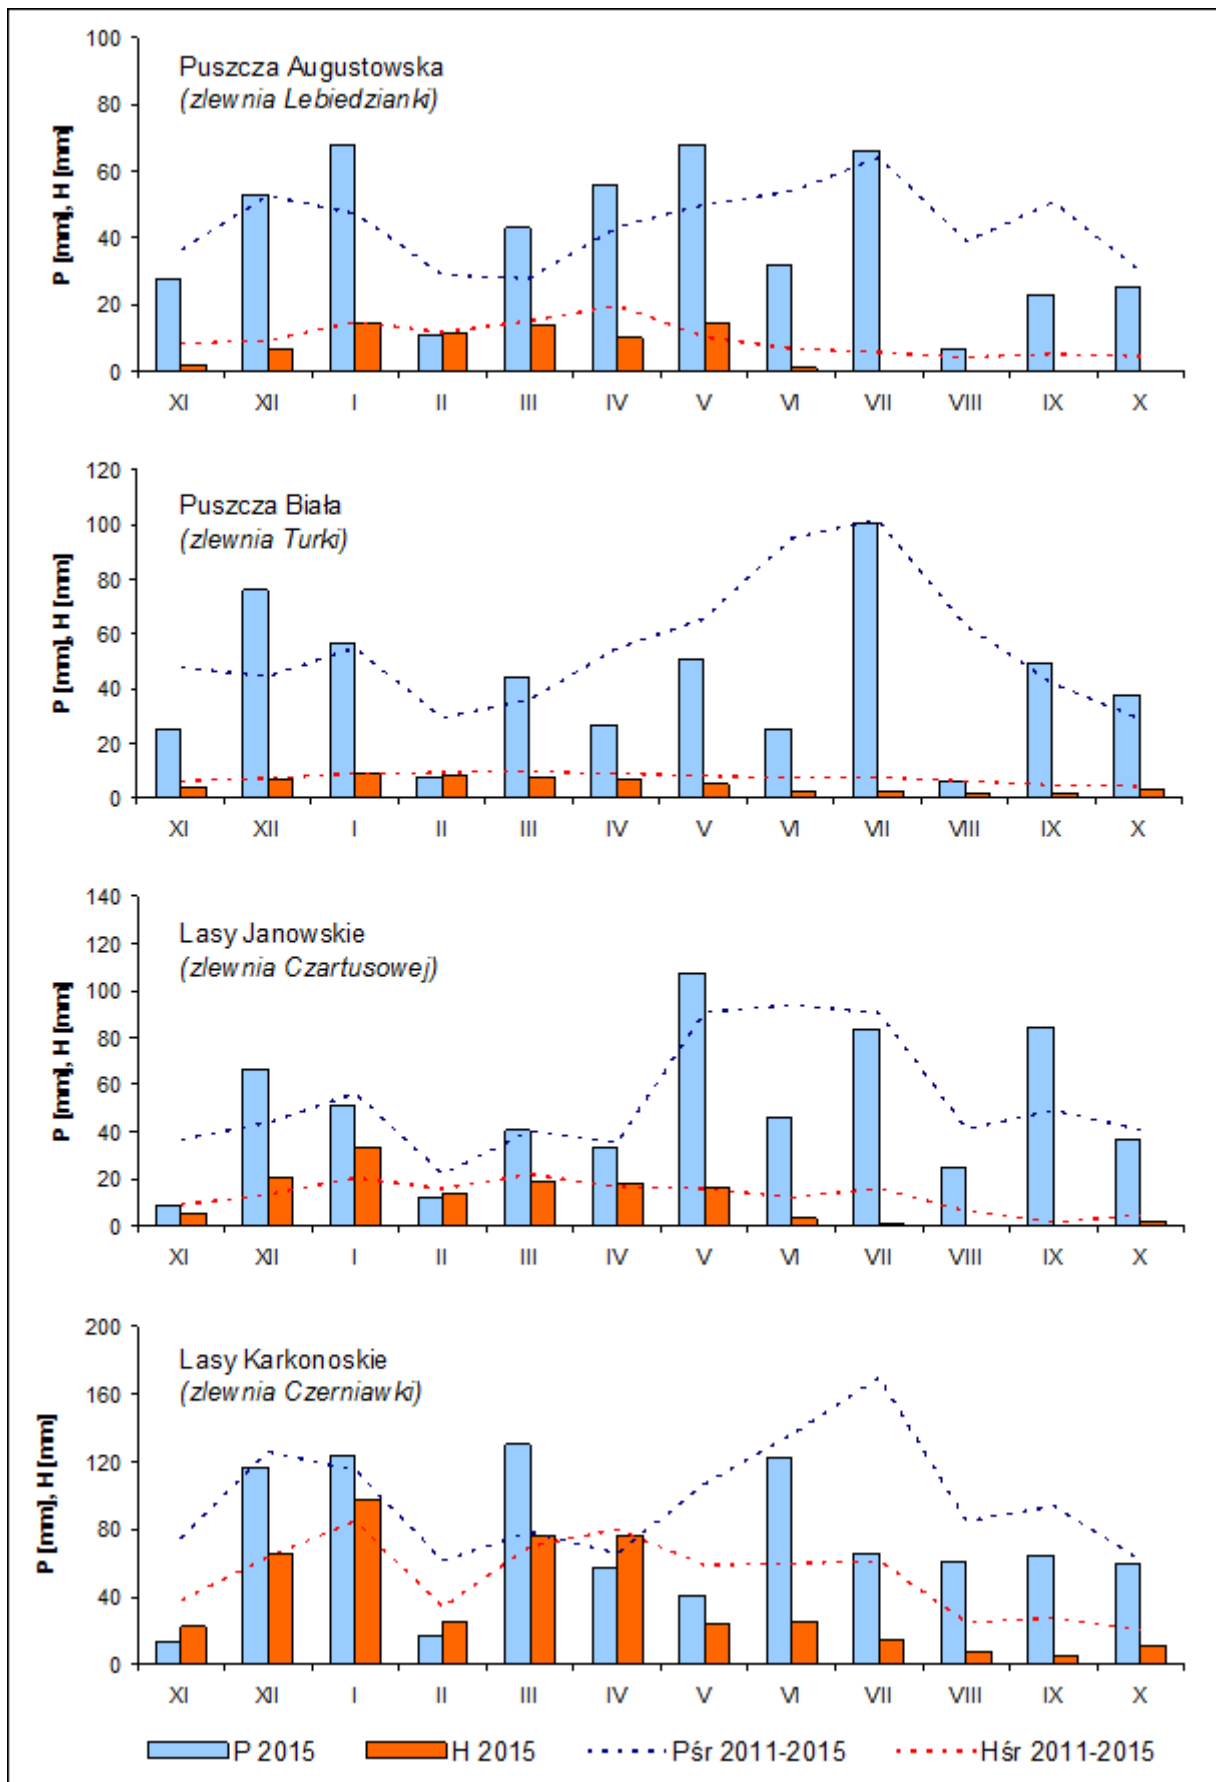 100
Puszcza Augustowska
(zlewnia Lebiedzianki)
80
60
40
20
0
P [mm], H [mm]
XI XII I II III IV V VI VII VIII IX X
120
Puszcza Biała
(zlewnia Turki)
100
80
60
40
20
0
P [mm], H [mm]
XI XII I II III IV V VI VII VIII IX X
140
Lasy Janowskie
(zlewnia Czartusowej)
120
100
80
60
40
20
0
P [mm], H [mm]
XI XII I II III IV V VI VII VIII IX X
200
Lasy Karkonoskie
(zlewnia Czerniawki)
160
120
80
40
0
P [mm], H [mm]
XI XII I II III IV V VI VII VIII IX X
P 2015 H 2015 Pśr 2011-2015 Hśr 2011-2015